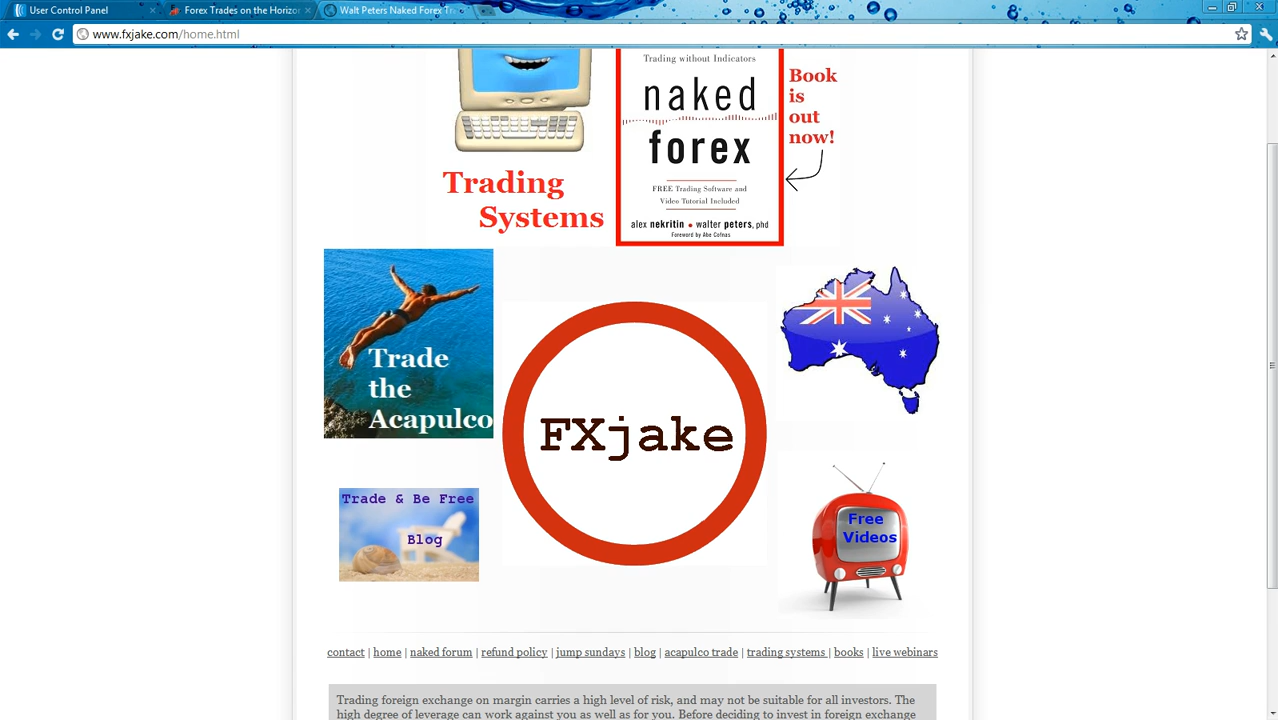 User Control Panel
Forex Trades on the Horizon
Walt Peters Naked Forex Tr
www.fxjake.com/home.html
Trading without Indicators
naked
forex
FREE Trading Software and
Video Tutorial Included
alex nekritin • walter peters, phd
Foreword by Abe Cofnas
Book
is
out
now!
Trading
Systems
Trade
the
Acapulco
FXjake
Trade & Be Free
Blog
Free
Videos
contact | home | naked forum | refund policy | jump sundays | blog | acapulco trade | trading systems | books | live webinars
Trading foreign exchange on margin carries a high level of risk, and may not be suitable for all investors. The
high degree of leverage can work against you as well as for you. Before deciding to invest in foreign exchange